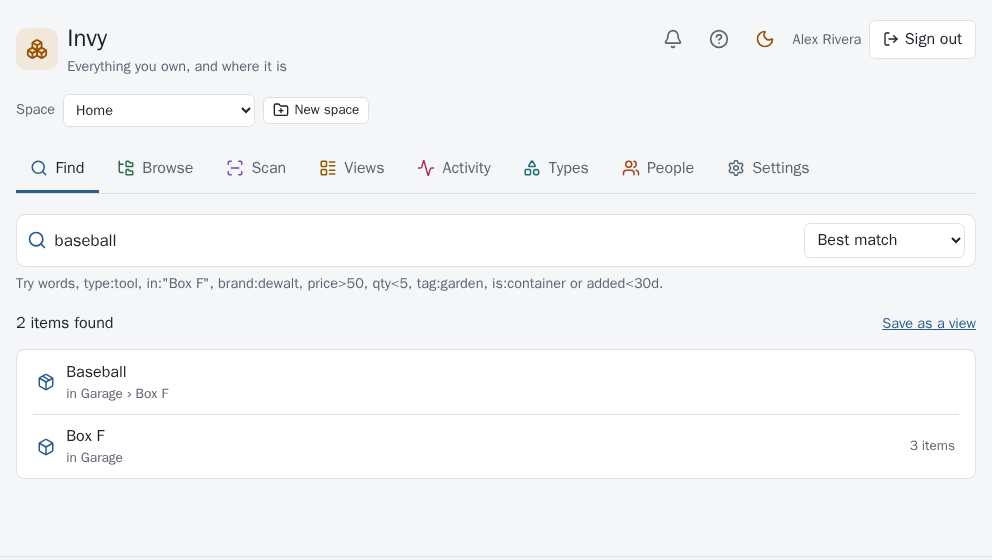 Invy
Everything you own, and where it is
Alex Rivera
Sign out
Space
Home
New space
Find
Browse
Scan
Views
Activity
Types
People
Settings
baseball
Best match
Try words, type:tool, in:"Box F", brand:dewalt, price>50, qty<5, tag:garden, is:container or added<30d.
2 items found
Save as a view
Baseball
in Garage › Box F
Box F
in Garage
3 items